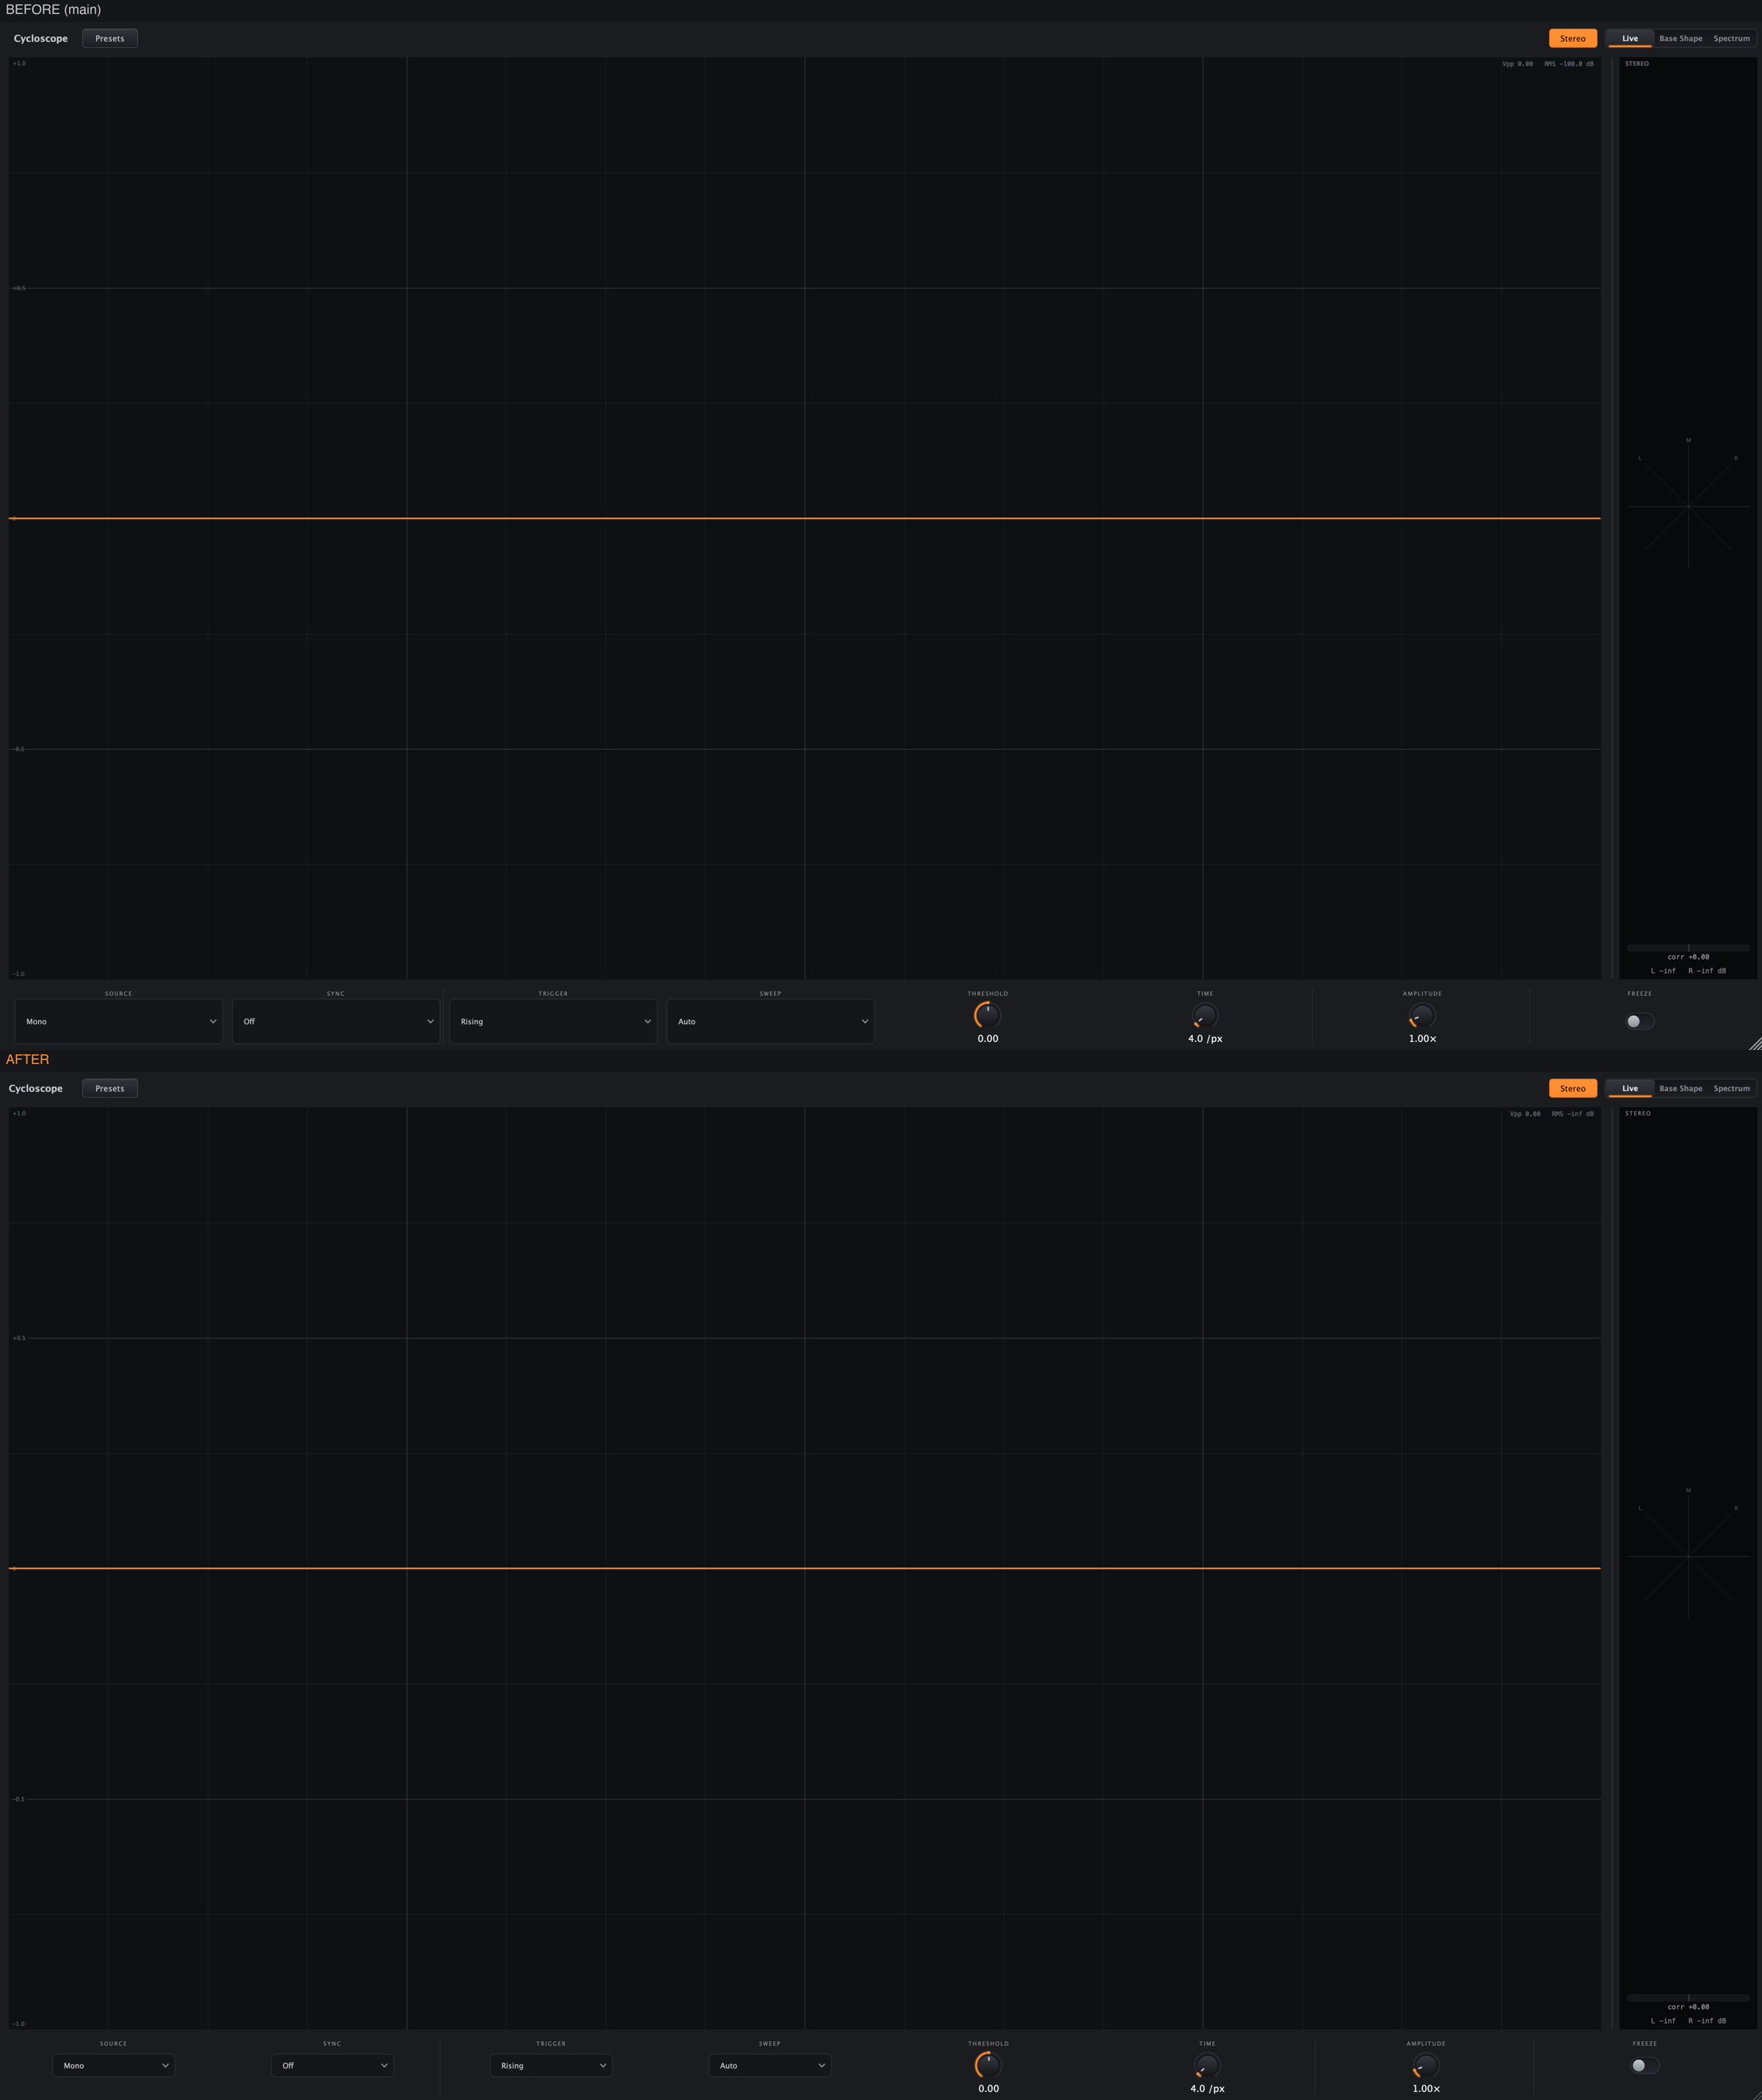 BEFORE (main)
Cycloscope Presets Stereo Live Base Shape Spectrum
+1.0 Vpp 0.00 RMS -100.0 dB STEREO
+0.5
M
L R
0
-0.5
-1.0
corr +0.00
L -inf R -inf dB
SOURCE SYNC TRIGGER SWEEP THRESHOLD TIME AMPLITUDE FREEZE
Mono Off Rising Auto
0.00 4.0 /px 1.00×
AFTER
Cycloscope Presets Stereo Live Base Shape Spectrum
+1.0 Vpp 0.00 RMS -inf dB STEREO
+0.5
M
L R
0
-0.5
-1.0
corr +0.00
L -inf R -inf dB
SOURCE SYNC TRIGGER SWEEP THRESHOLD TIME AMPLITUDE FREEZE
Mono Off Rising Auto
0.00 4.0 /px 1.00×